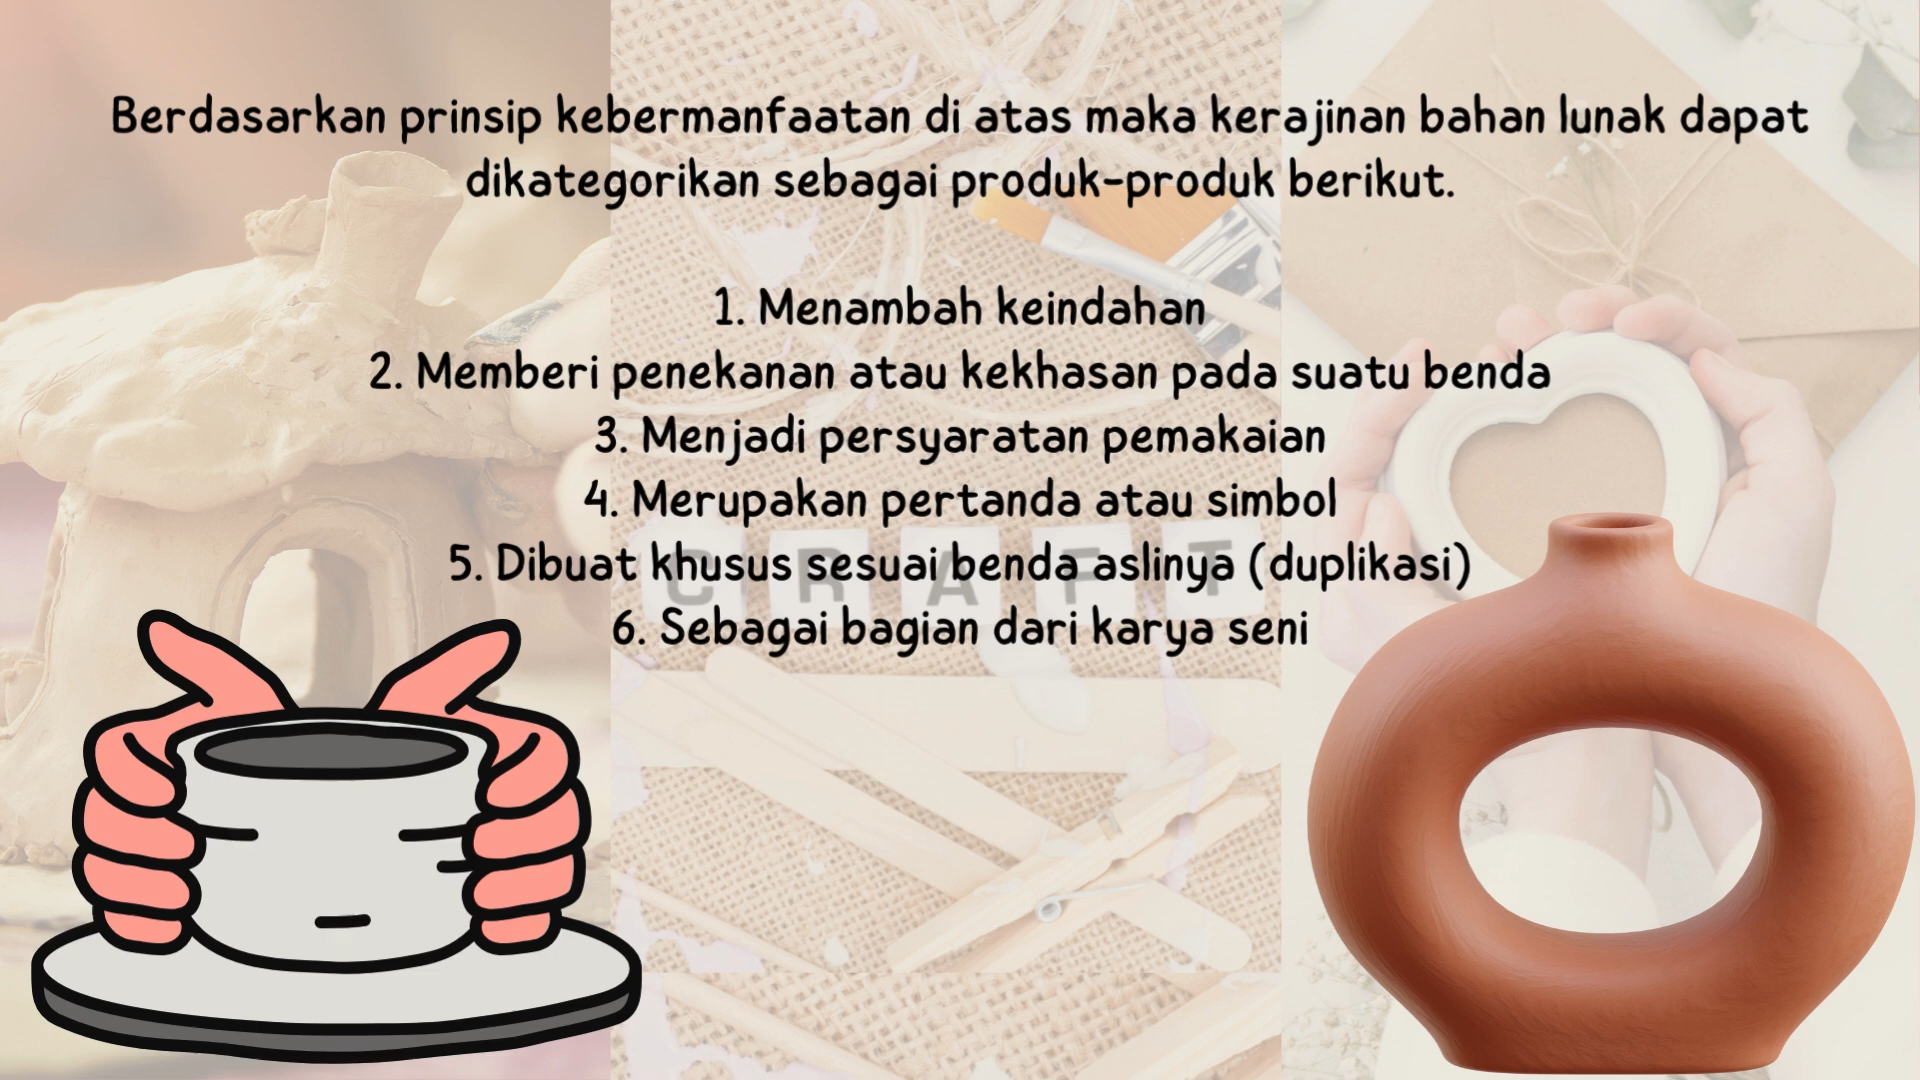 Berdasarkan prinsip kebermanfaatan di atas maka kerajinan bahan lunak dapat
dikategorikan sebagai produk-produk berikut.
1. Menambah keindahan
2. Memberi penekanan atau kekhasan pada suatu benda
3. Menjadi persyaratan pemakaian
4. Merupakan pertanda atau simbol
5. Dibuat khusus sesuai benda aslinya (duplikasi)
CRAFT
6. Sebagai bagian dari karya seni